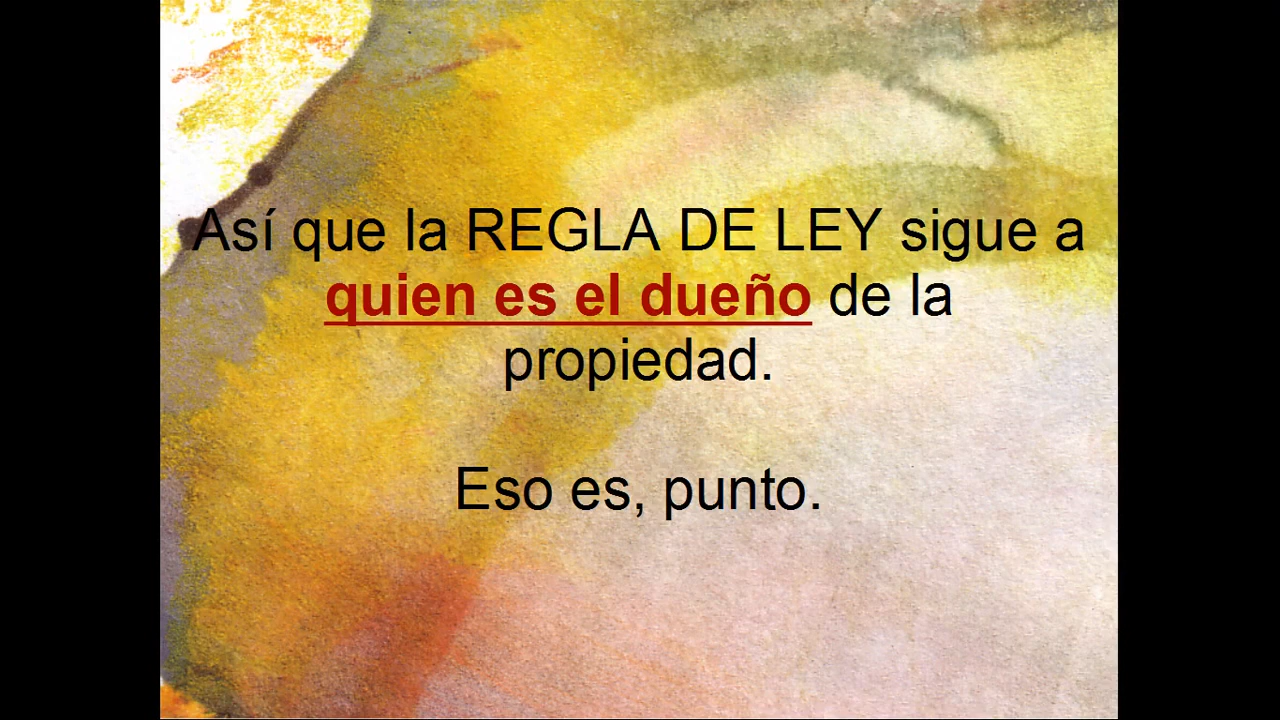 Así que la REGLA DE LEY sigue a
quien es el dueño de la
propiedad.
Eso es, punto.